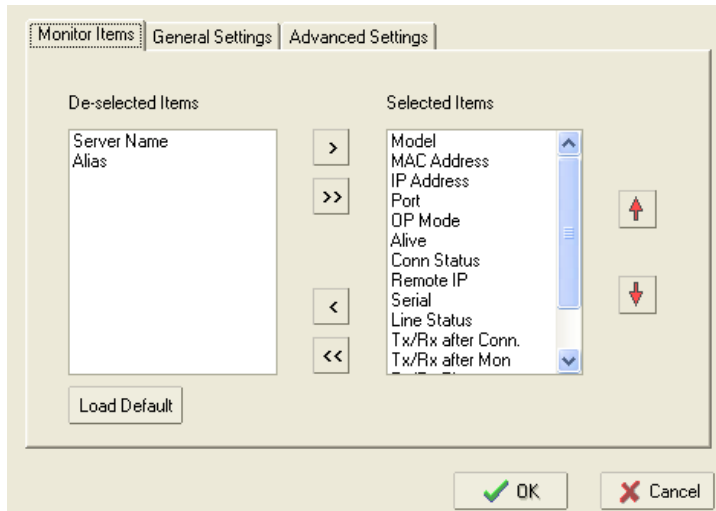 Monitor Items General Settings Advanced Settings
De-selected Items
Server Name
Alias
>
>>
<
<<
Load Default
Selected Items
Model
MAC Address
IP Address
Port
OP Mode
Alive
Conn Status
Remote IP
Serial
Line Status
Tx/Rx after Conn.
Tx/Rx after Mon
OK Cancel